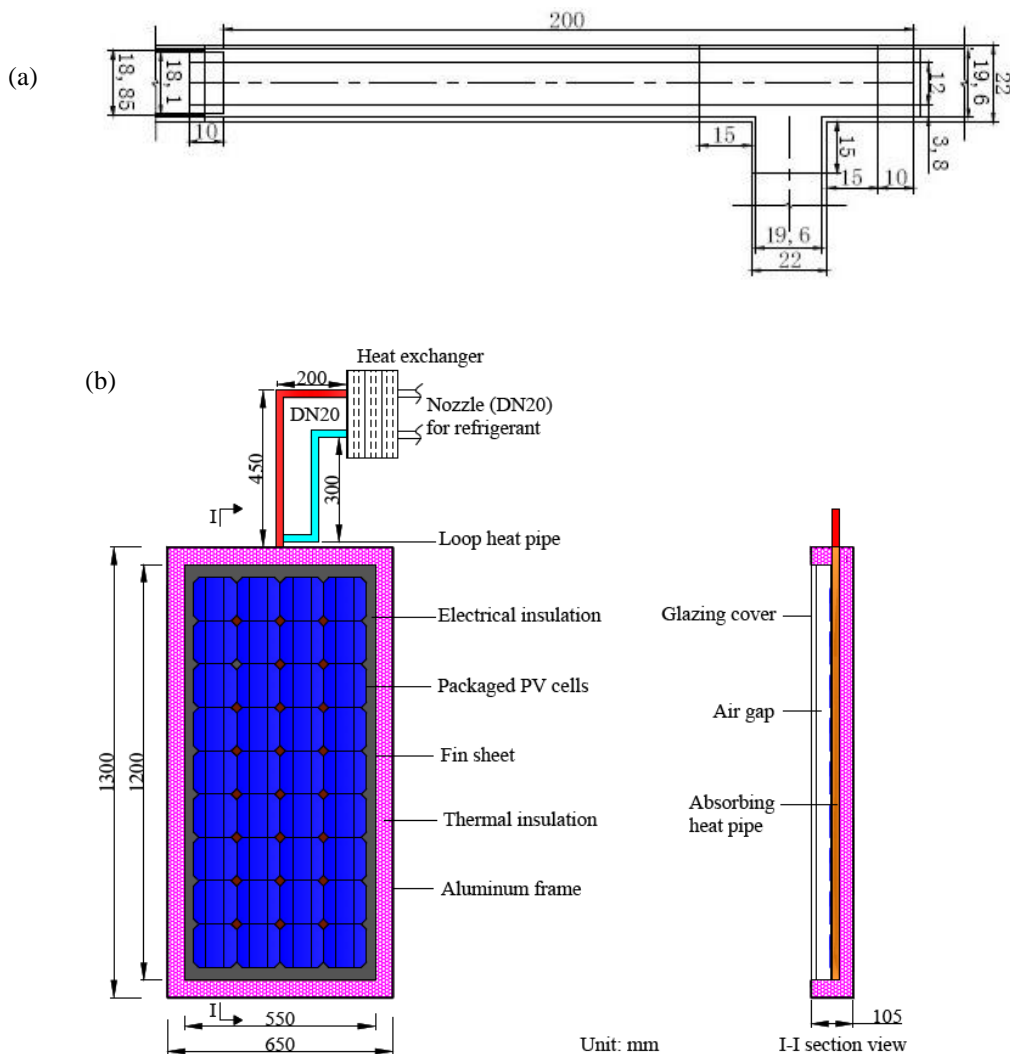 (a)
200
18,85
18,1
10
15
19,6
22
15
15
10
12
3,8
19,6
22
(b)
Heat exchanger
200
DN20
Nozzle (DN20)
for refrigerant
450
300
I
Loop heat pipe
Electrical insulation
Glazing cover
Packaged PV cells
Air gap
Fin sheet
1300
1200
Absorbing
heat pipe
Thermal insulation
Aluminum frame
I
550
650
105
Unit: mm
I-I section view